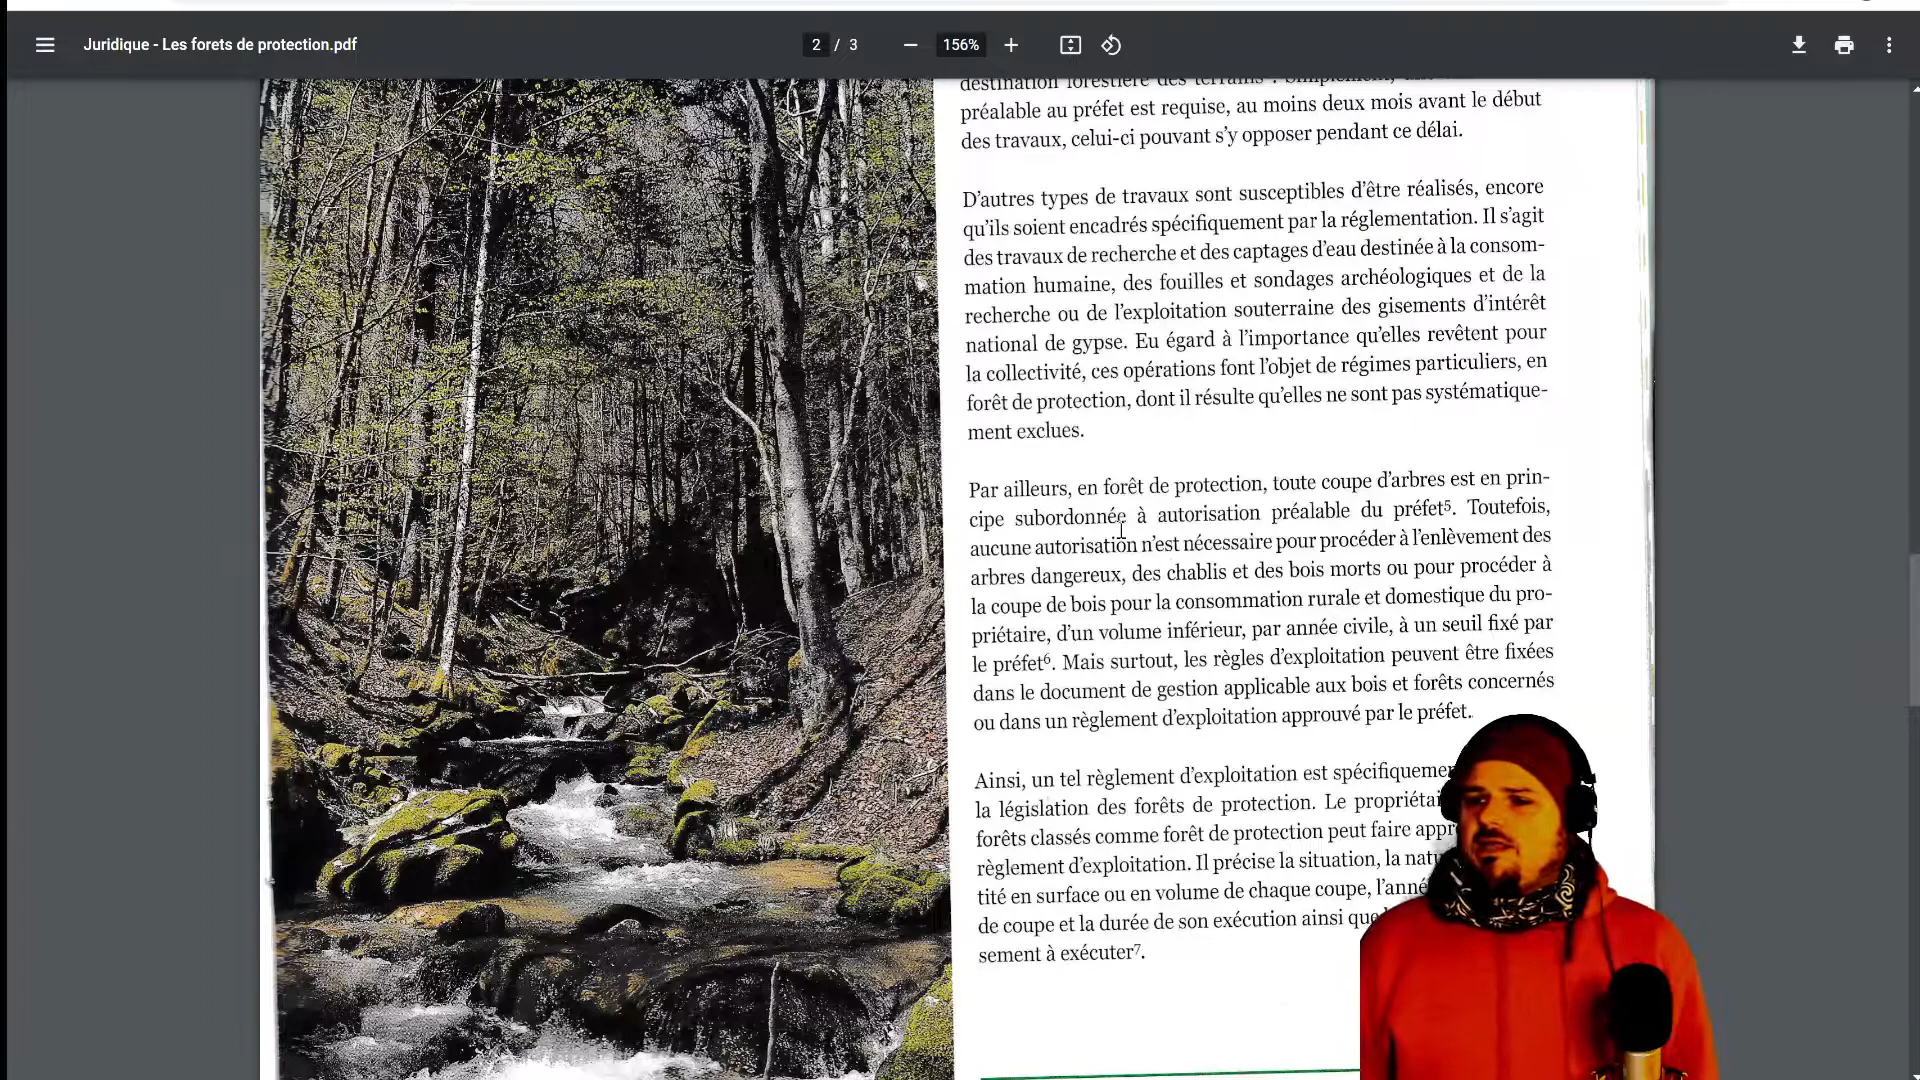 Juridique - Les forets de protection.pdf
2 / 3
156%
destination forestière des terrains
préalable au préfet est requise, au moins deux mois avant le début
des travaux, celui-ci pouvant s'y opposer pendant ce délai.
D'autres types de travaux sont susceptibles d'être réalisés, encore
qu'ils soient encadrés spécifiquement par la réglementation. Il s'agit
des travaux de recherche et des captages d'eau destinée à la consom-
mation humaine, des fouilles et sondages archéologiques et de la
recherche ou de l'exploitation souterraine des gisements d'intérêt
national de gypse. Eu égard à l'importance qu'elles revêtent pour
la collectivité, ces opérations font l'objet de régimes particuliers, en
forêt de protection, dont il résulte qu'elles ne sont pas systématique-
ment exclues.
Par ailleurs, en forêt de protection, toute coupe d'arbres est en prin-
cipe subordonnée à autorisation préalable du préfet⁵. Toutefois,
aucune autorisation n'est nécessaire pour procéder à l'enlèvement des
arbres dangereux, des chablis et des bois morts ou pour procéder à
la coupe de bois pour la consommation rurale et domestique du pro-
priétaire, d'un volume inférieur, par année civile, à un seuil fixé par
le préfet⁶. Mais surtout, les règles d'exploitation peuvent être fixées
dans le document de gestion applicable aux bois et forêts concernés
ou dans un règlement d'exploitation approuvé par le préfet.
Ainsi, un tel règlement d'exploitation est
la législation des forêts de protection. Le
forêts classés comme forêt de protection peut faire
règlement d'exploitation. Il précise la situation, la
tité en surface ou en volume de chaque coupe,
de coupe et la durée de son exécution ainsi que
sement à exécuter⁷.